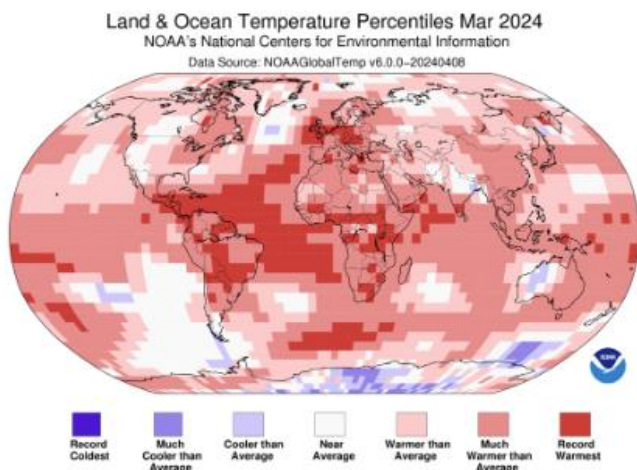 Land & Ocean Temperature Percentiles Mar 2024
NOAA's National Centers for Environmental Information
Data Source: NOAAGlobalTemp v6.0.0-20240408
NOAA
Record
Coldest
Much
Cooler than
Average
Cooler than
Average
Near
Average
Warmer than
Average
Much
Warmer than
Average
Record
Warmest